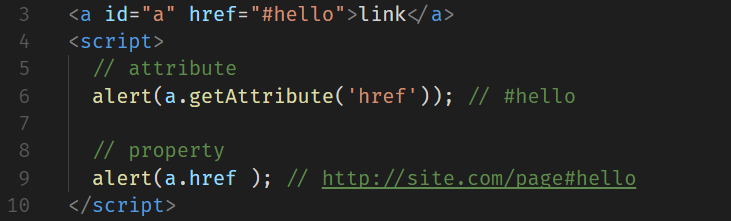 3 <a id="a" href="#hello">link</a>
4 <script>
5 // attribute
6 alert(a.getAttribute('href')); // #hello
7
8 // property
9 alert(a.href ); // http://site.com/page#hello
10 </script>